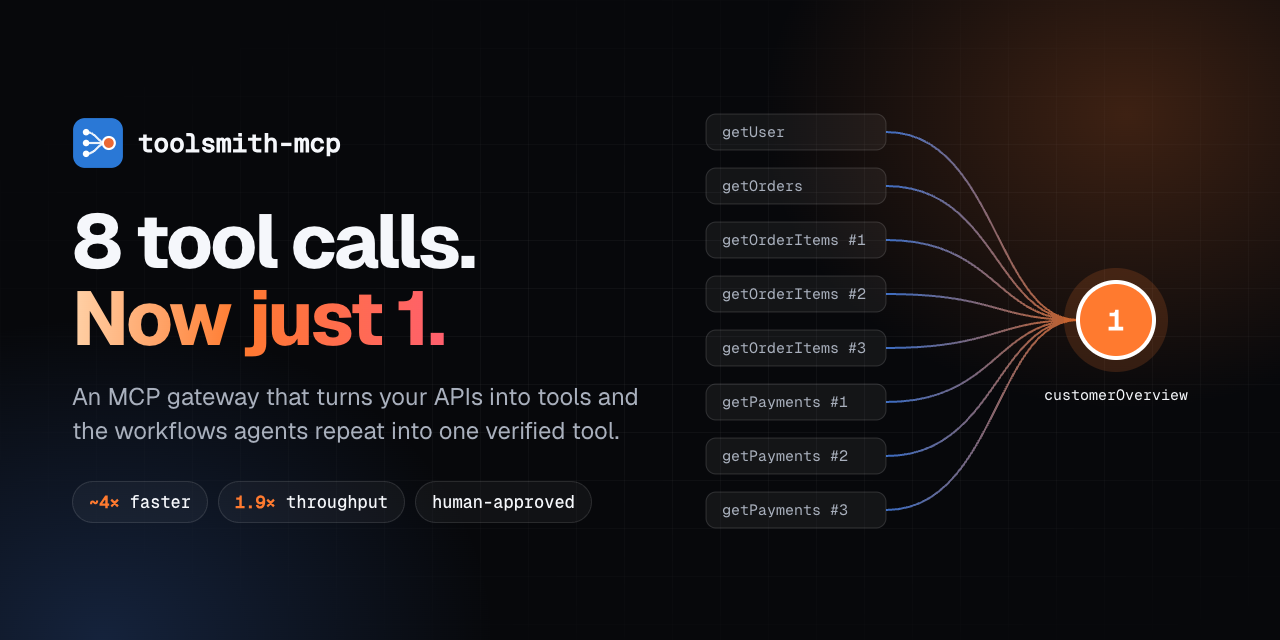 toolsmith-mcp
8 tool calls.
Now just 1.
An MCP gateway that turns your APIs into tools and
the workflows agents repeat into one verified tool.
~4× faster
1.9× throughput
human-approved
getUser
getOrders
getOrderItems #1
getOrderItems #2
getOrderItems #3
getPayments #1
getPayments #2
getPayments #3
1
customerOverview